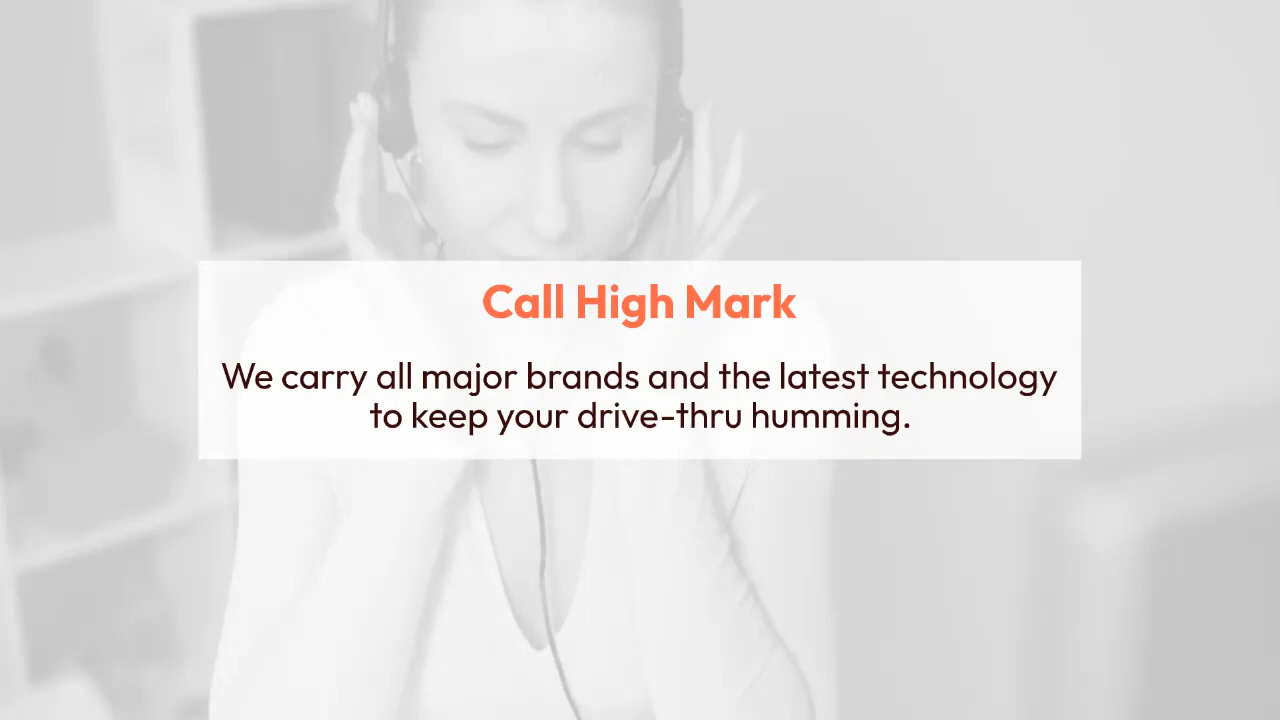 Call High Mark
We carry all major brands and the latest technology
to keep your drive-thru humming.